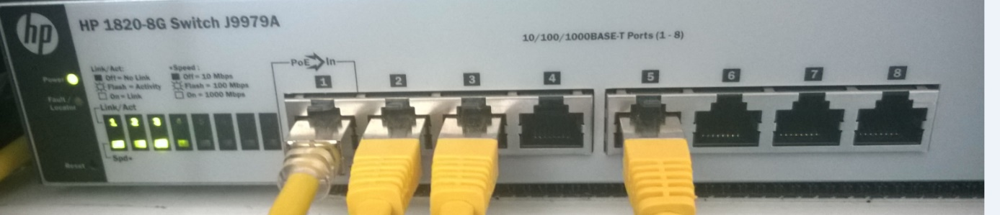 hp
HP 1820-8G Switch J9979A
10/100/1000BASE-T Ports (1 - 8)
PoE In
Link/Act:
Off = No Link
Flash = Activity
On = Link
*Speed :
Off = 10 Mbps
Flash = 100 Mbps
On = 1000 Mbps
Power
Fault/
Locator
Link/Act
1 2 3 4 5
Spd*
Reset
1 2 3 4 5 6 7 8